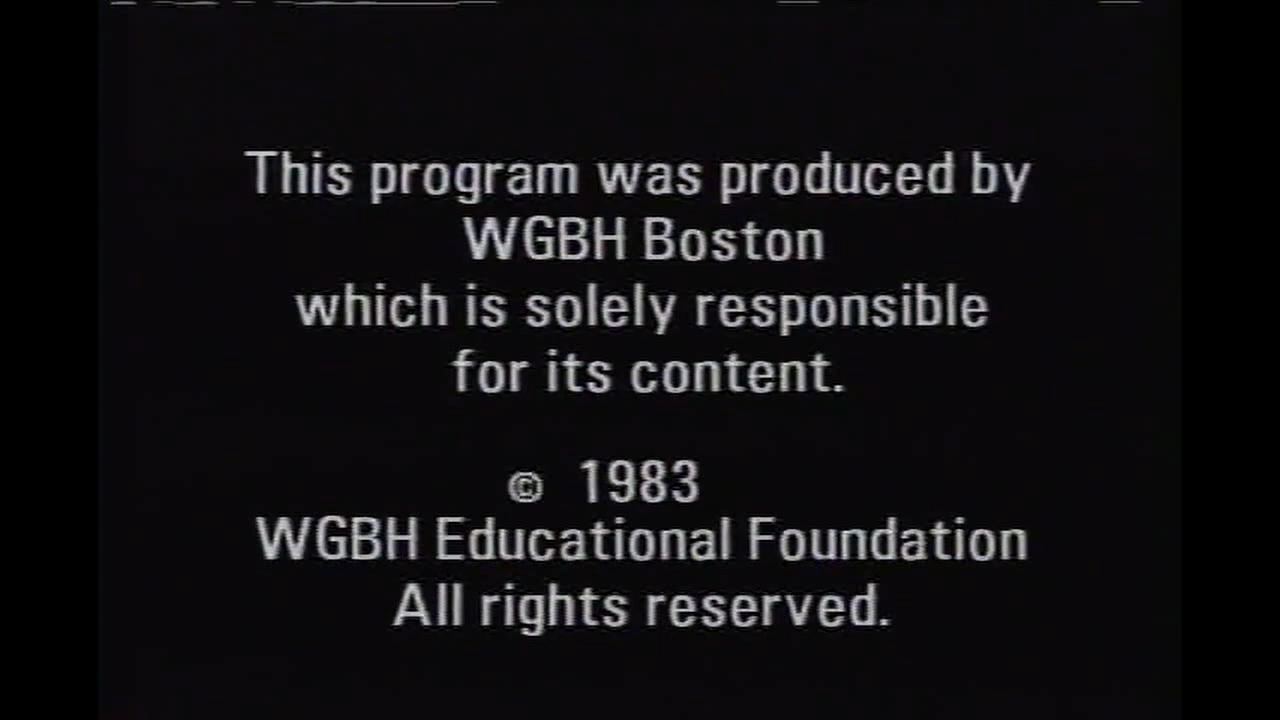 This program was produced by
WGBH Boston
which is solely responsible
for its content.
© 1983
WGBH Educational Foundation
All rights reserved.